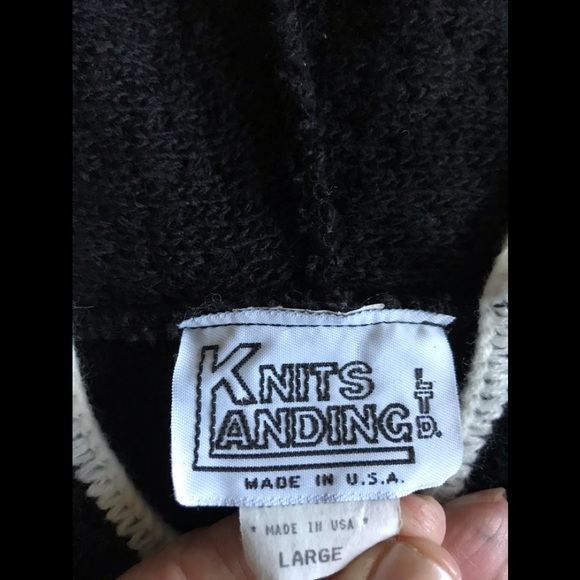 KNITS
LANDING LTD.
MADE IN U.S.A.
* MADE IN USA *
LARGE